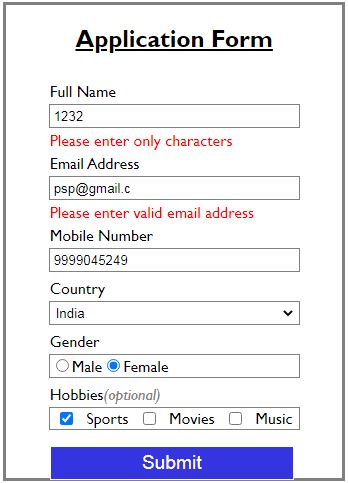 Application Form
Full Name
1232
Please enter only characters
Email Address
psp@gmail.c
Please enter valid email address
Mobile Number
9999045249
Country
India
Gender
Male Female
Hobbies(optional)
Sports Movies Music
Submit